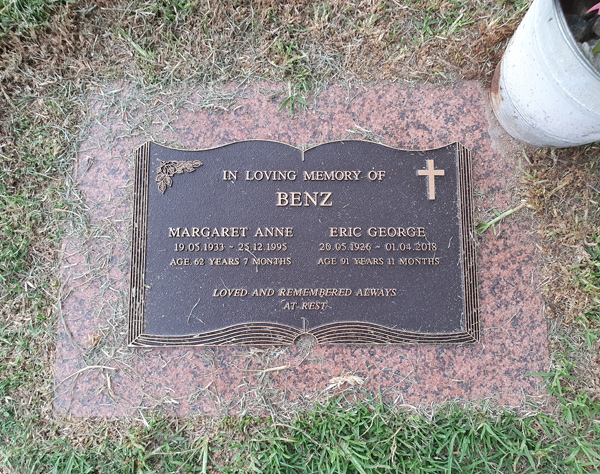 IN LOVING MEMORY OF
BENZ
MARGARET ANNE
19.05.1933 ~ 25.12.1995
AGE 62 YEARS 7 MONTHS
ERIC GEORGE
20.05.1926 ~ 01.04.2018
AGE 91 YEARS 11 MONTHS
LOVED AND REMEMBERED ALWAYS
AT REST